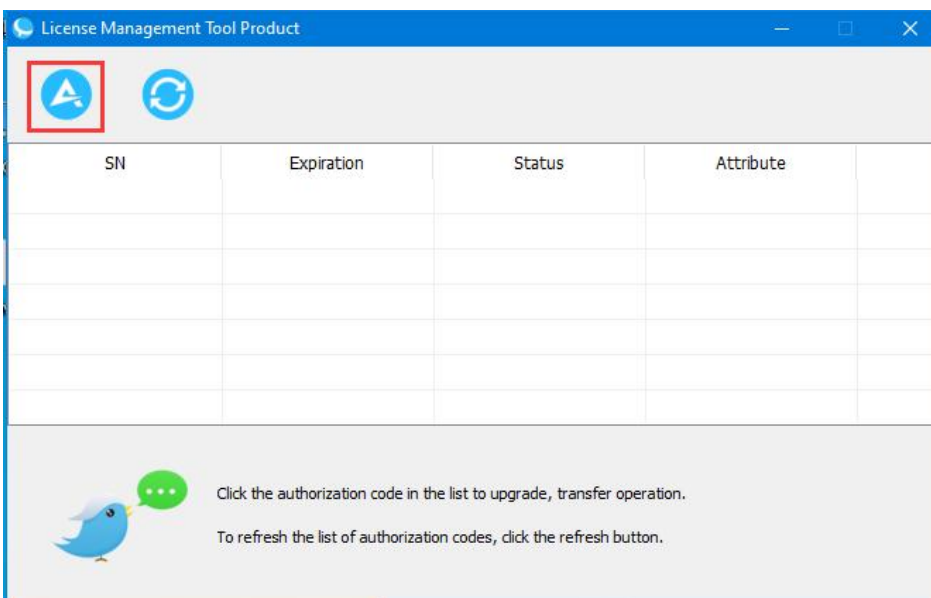 License Management Tool Product
SN Expiration Status Attribute
Click the authorization code in the list to upgrade, transfer operation.
To refresh the list of authorization codes, click the refresh button.